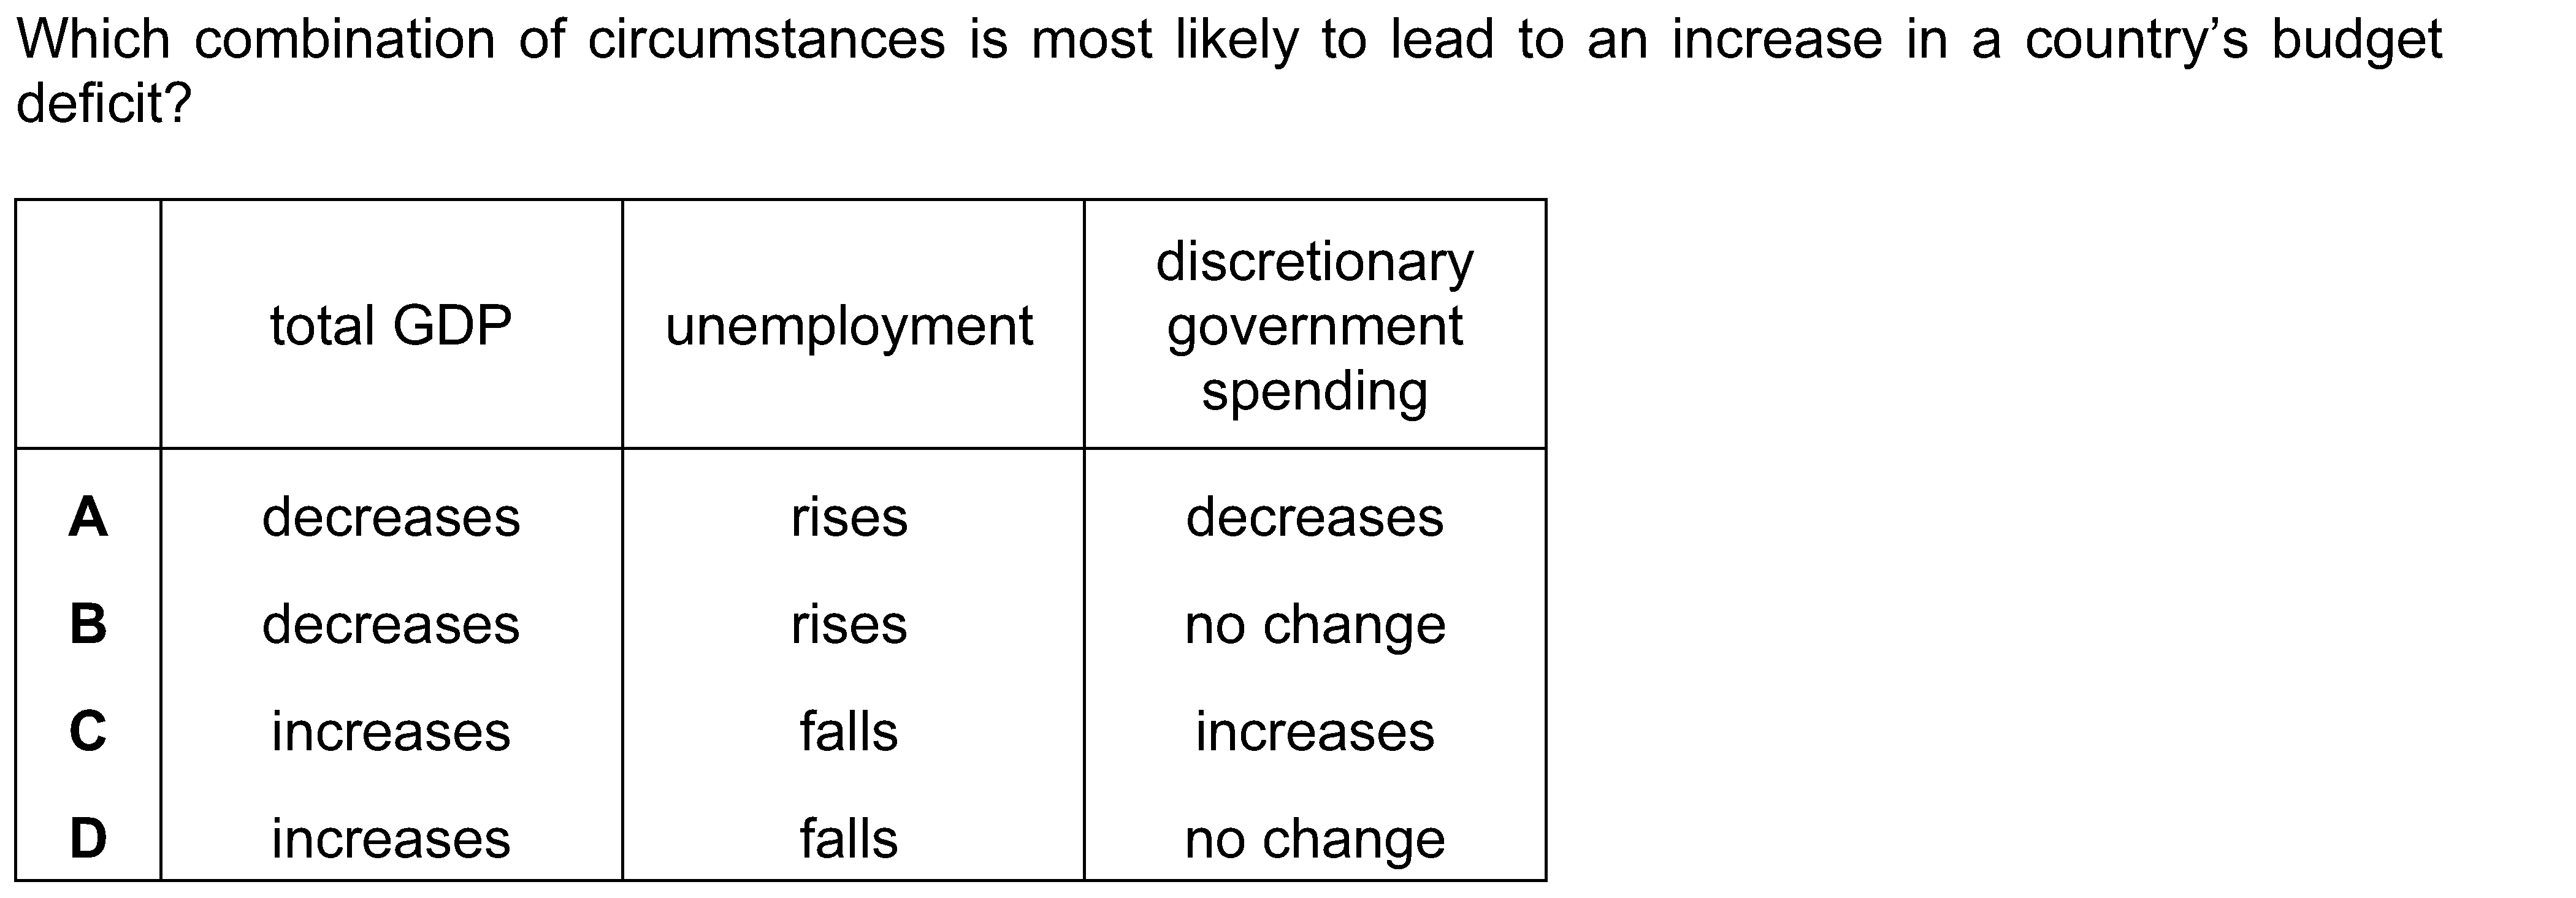 Which combination of circumstances is most likely to lead to an increase in a country’s budget
deficit?
total GDP unemployment discretionary
government
spending
A decreases rises decreases
B decreases rises no change
C increases falls increases
D increases falls no change